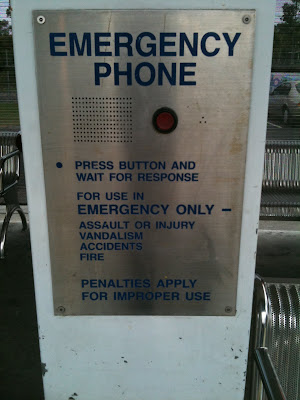 EMERGENCY
PHONE
• PRESS BUTTON AND
WAIT FOR RESPONSE
FOR USE IN
EMERGENCY ONLY –
ASSAULT OR INJURY
VANDALISM
ACCIDENTS
FIRE
PENALTIES APPLY
FOR IMPROPER USE